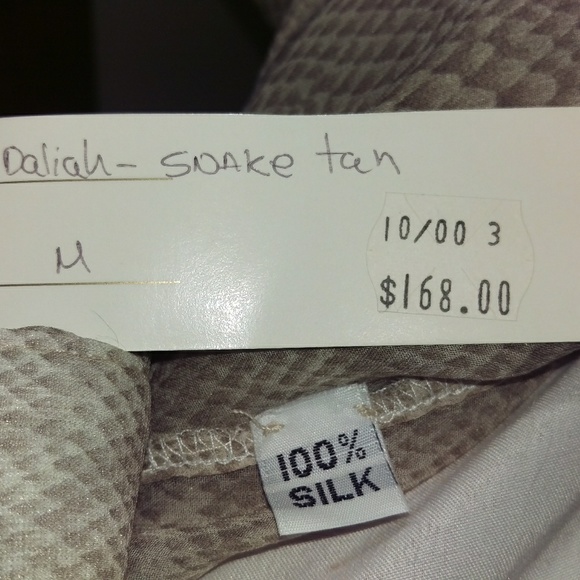 Daliah - SNAKE tan
M
10/00 3
$168.00
100%
SILK